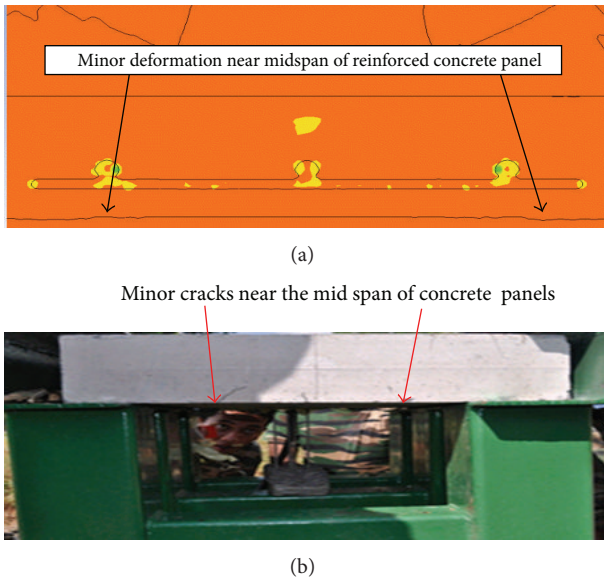 Minor deformation near midspan of reinforced concrete panel
(a)
Minor cracks near the mid span of concrete panels
(b)